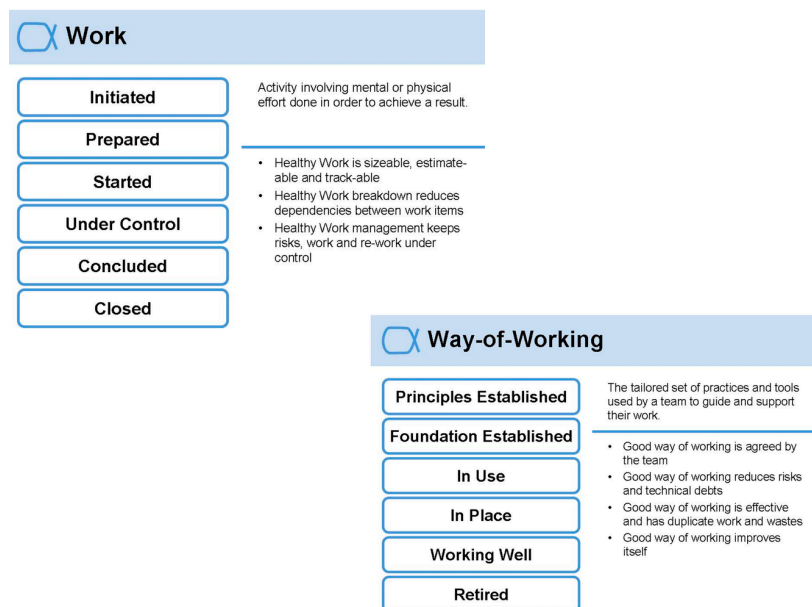 Work
Initiated
Prepared
Started
Under Control
Concluded
Closed
Activity involving mental or physical
effort done in order to achieve a result.
• Healthy Work is sizeable, estimate-
able and track-able
• Healthy Work breakdown reduces
dependencies between work items
• Healthy Work management keeps
risks, work and re-work under
control
Way-of-Working
Principles Established
Foundation Established
In Use
In Place
Working Well
Retired
The tailored set of practices and tools
used by a team to guide and support
their work.
• Good way of working is agreed by
the team
• Good way of working reduces risks
and technical debts
• Good way of working is effective
and has duplicate work and wastes
• Good way of working improves
itself